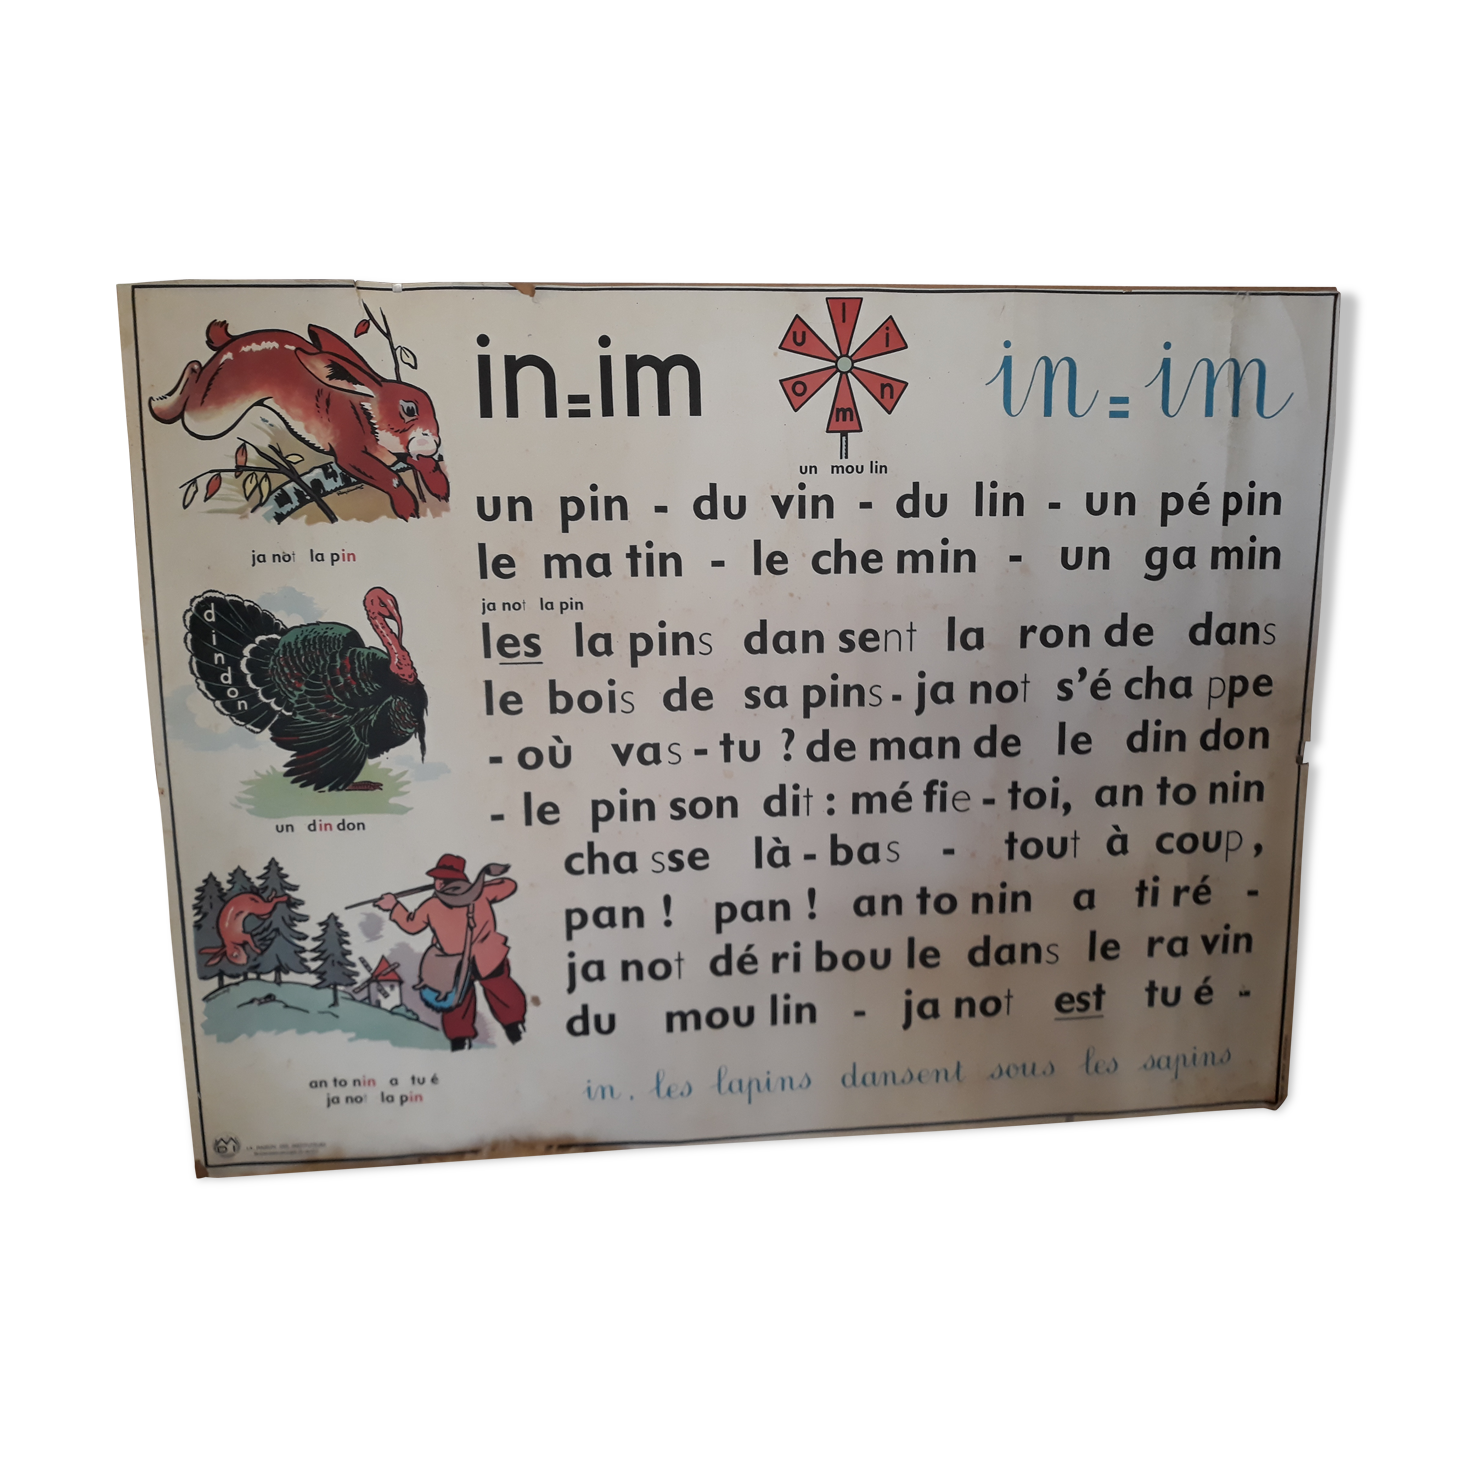 in=im
l
u i
o n
m
in=im
un mou lin
un pin - du vin - du lin - un pé pin
le ma tin - le che min - un ga min
ja not la pin
les la pins dan sent la ron de dans
le bois de sa pins - ja not s'é cha ppe
- où vas - tu ? de man de le din don
- le pin son dit : mé fie - toi, an to nin
cha sse là - bas - tout à coup,
pan ! pan ! an to nin a ti ré -
ja not dé ri bou le dans le ra vin
du mou lin - ja not est tu é -
in. les lapins dansent sous les sapins
ja not la pin
dindon
un din don
an to nin a tu é
ja not la pin
MDI